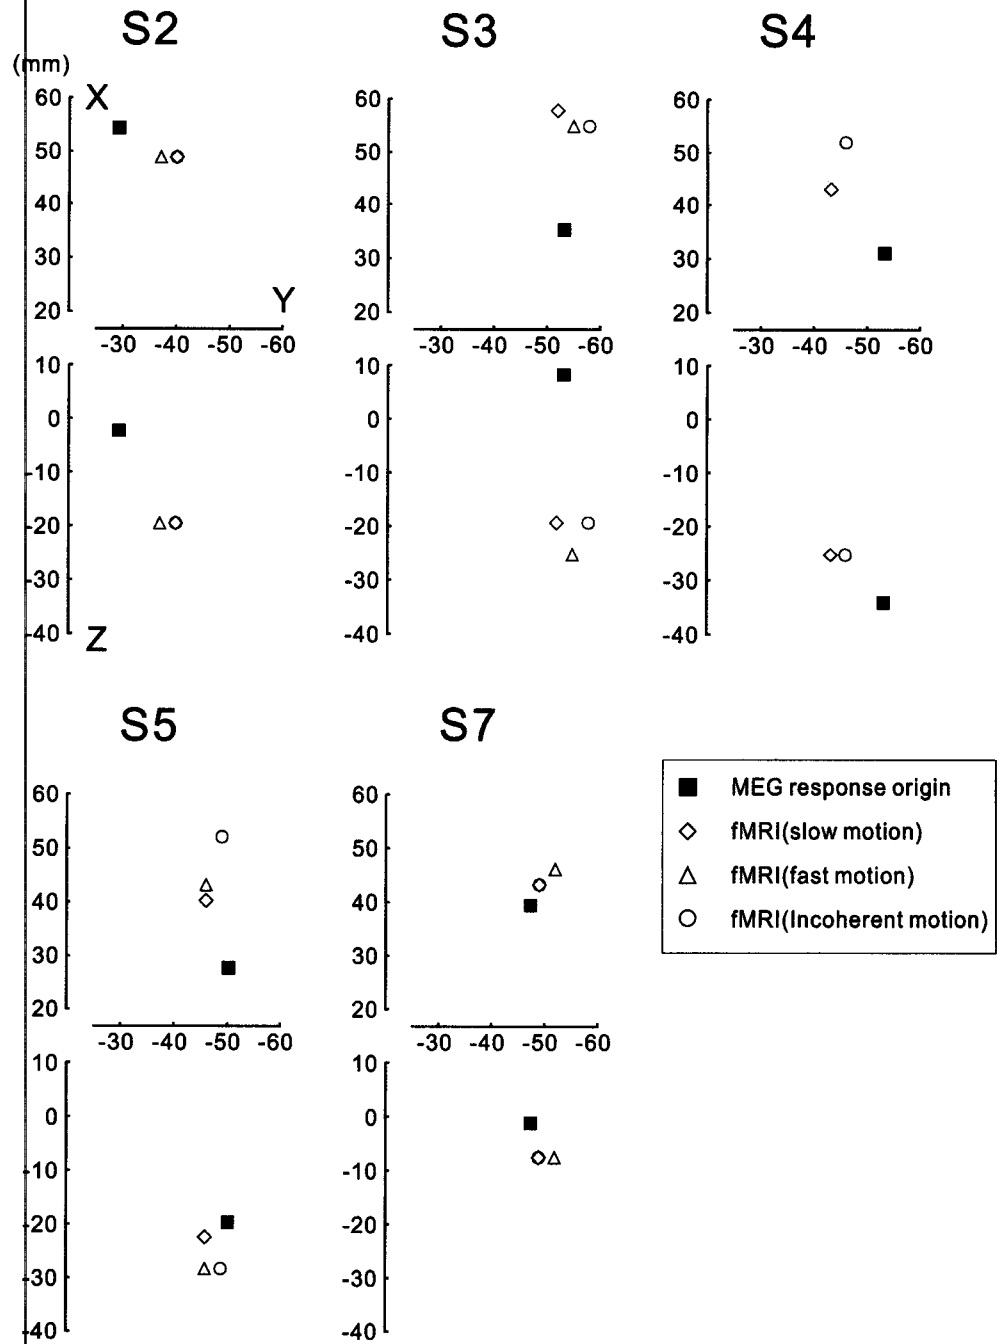 S2 S3 S4
(mm)
X
60 60 60
50 50 50
40 40 40
30 30 30
Y
20 20 20
-30 -40 -50 -60 -30 -40 -50 -60 -30 -40 -50 -60
10 10 10
0 0 0
-10 -10 -10
-20 -20 -20
-30 -30 -30
-40 -40 -40
Z
S5 S7
60 60
MEG response origin
50 50
fMRI(slow motion)
40 40
fMRI(fast motion)
30 30
fMRI(Incoherent motion)
20 20
-30 -40 -50 -60 -30 -40 -50 -60
10 10
0 0
-10 -10
-20 -20
-30 -30
-40 -40